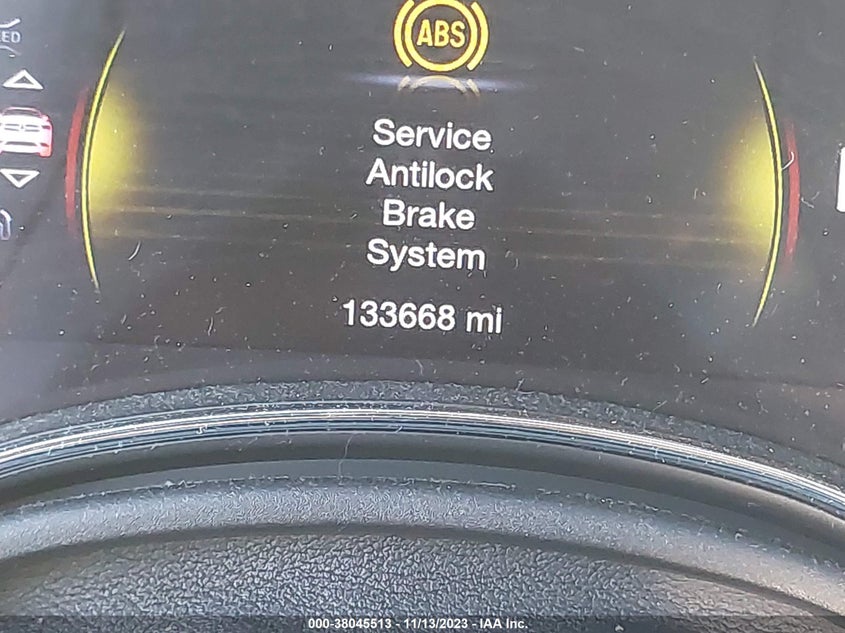 ABS
Service
Antilock
Brake
System
133668 mi
000-38045513 - 11/13/2023 - IAA Inc.